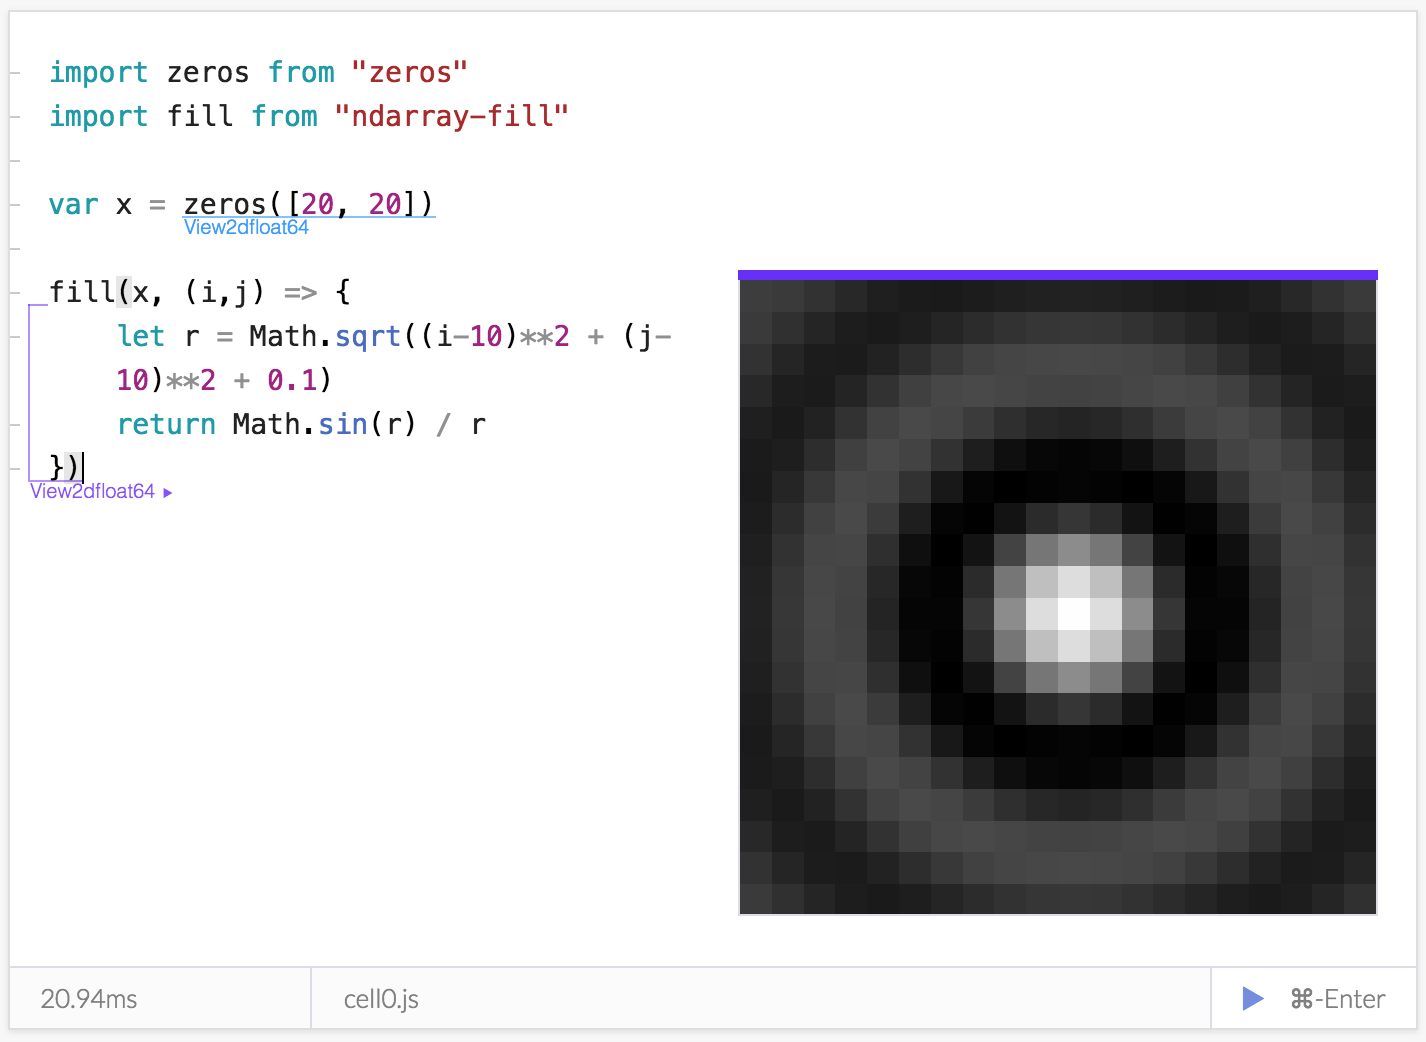 import zeros from "zeros"
import fill from "ndarray-fill"
var x = zeros([20, 20])
View2dfloat64
fill(x, (i,j) => {
let r = Math.sqrt((i-10)**2 + (j-
10)**2 + 0.1)
return Math.sin(r) / r
})
View2dfloat64 ▸
20.94ms
cell0.js
⌘-Enter